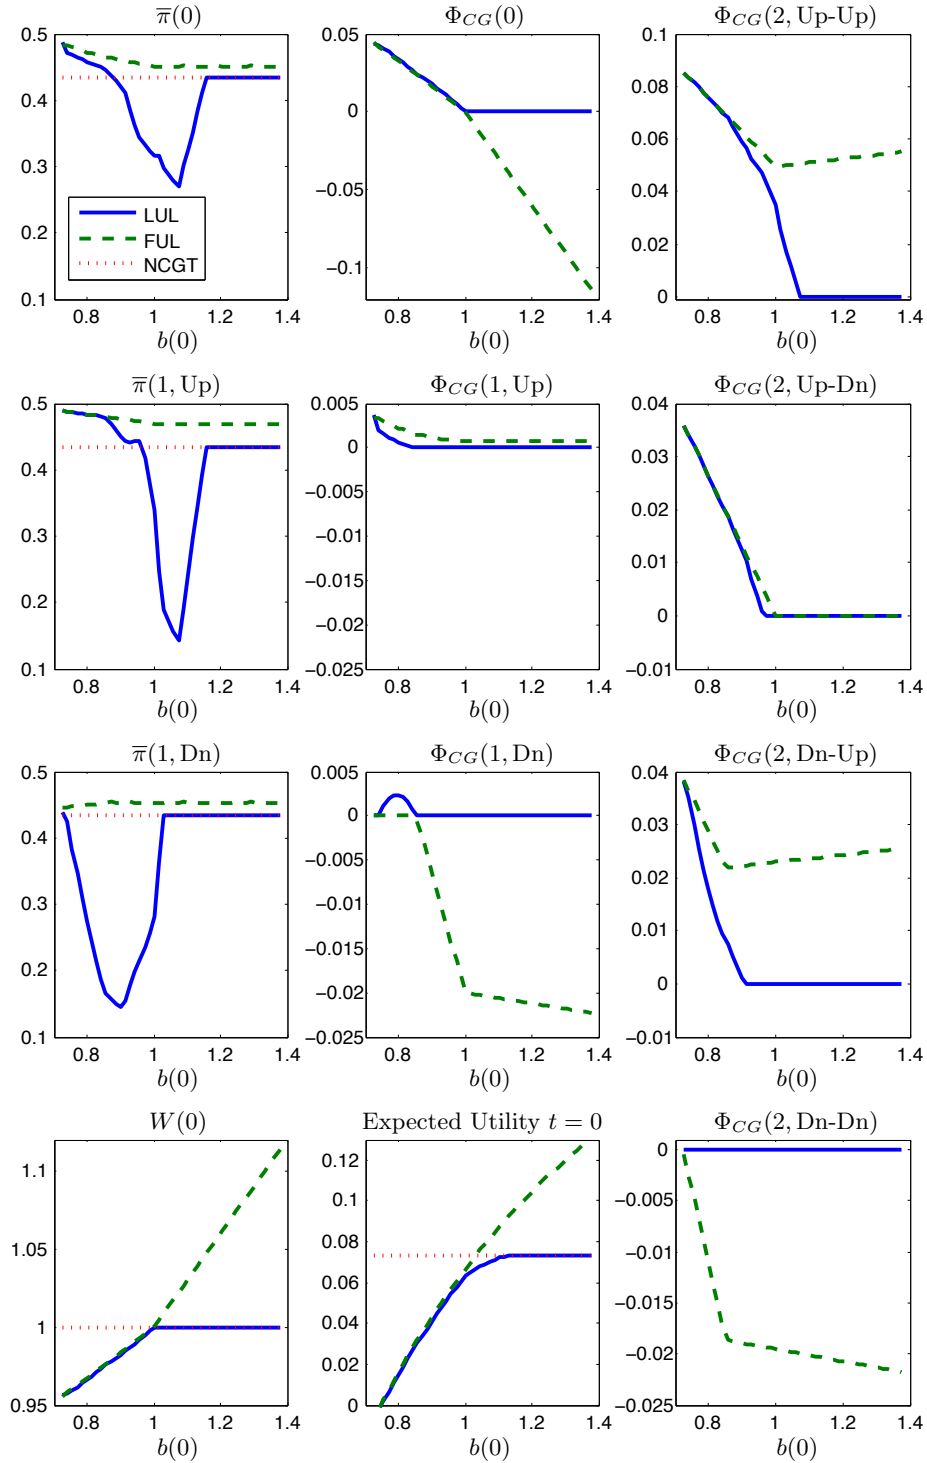 π̅(0)
0.5
0.4
0.3
0.2
0.1
LUL
FUL
NCGT
0.8 1 1.2 1.4
b(0)
Φ_CG(0)
0.05
0
−0.05
−0.1
0.8 1 1.2 1.4
b(0)
Φ_CG(2, Up-Up)
0.1
0.08
0.06
0.04
0.02
0
0.8 1 1.2 1.4
b(0)
π̅(1, Up)
0.5
0.4
0.3
0.2
0.1
0.8 1 1.2 1.4
b(0)
Φ_CG(1, Up)
0.005
0
−0.005
−0.01
−0.015
−0.02
−0.025
0.8 1 1.2 1.4
b(0)
Φ_CG(2, Up-Dn)
0.04
0.03
0.02
0.01
0
−0.01
0.8 1 1.2 1.4
b(0)
π̅(1, Dn)
0.5
0.4
0.3
0.2
0.1
0.8 1 1.2 1.4
b(0)
Φ_CG(1, Dn)
0.005
0
−0.005
−0.01
−0.015
−0.02
−0.025
0.8 1 1.2 1.4
b(0)
Φ_CG(2, Dn-Up)
0.04
0.03
0.02
0.01
0
−0.01
0.8 1 1.2 1.4
b(0)
W(0)
1.1
1.05
1
0.95
0.8 1 1.2 1.4
b(0)
Expected Utility t = 0
0.12
0.1
0.08
0.06
0.04
0.02
0
0.8 1 1.2 1.4
b(0)
Φ_CG(2, Dn-Dn)
0
−0.005
−0.01
−0.015
−0.02
−0.025
0.8 1 1.2 1.4
b(0)